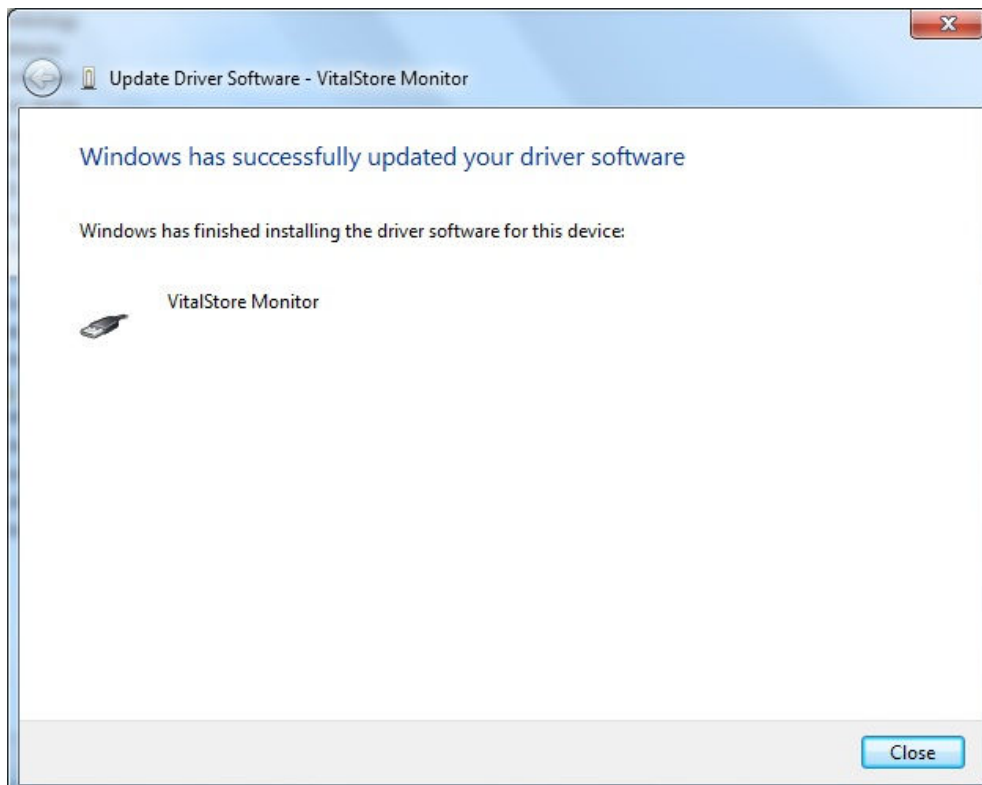 Update Driver Software - VitalStore Monitor
Windows has successfully updated your driver software
Windows has finished installing the driver software for this device:
VitalStore Monitor
Close